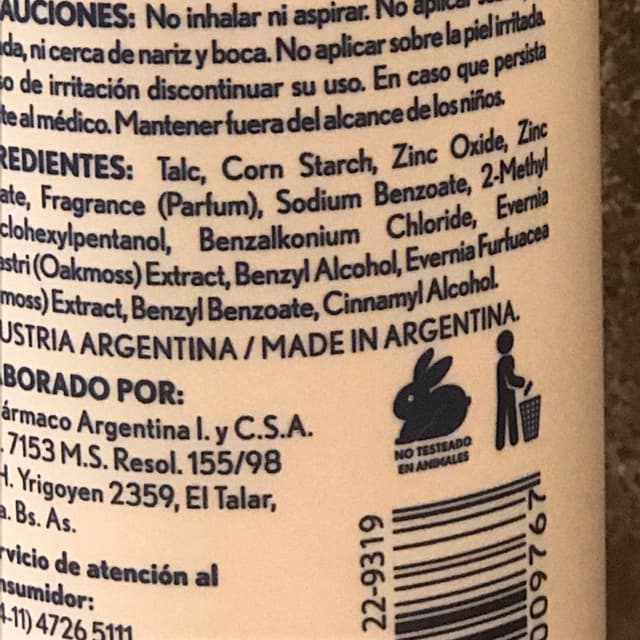 AUCIONES: No inhalar ni aspirar. No aplicar
da, ni cerca de nariz y boca. No aplicar sobre la piel irritada.
so de irritación discontinuar su uso. En caso que persista
te al médico. Mantener fuera del alcance de los niños.
REDIENTES: Talc, Corn Starch, Zinc Oxide, Zinc
ate, Fragrance (Parfum), Sodium Benzoate, 2-Methyl
clohexylpentanol, Benzalkonium Chloride, Evernia
astri (Oakmoss) Extract, Benzyl Alcohol, Evernia Furfuacea
moss) Extract, Benzyl Benzoate, Cinnamyl Alcohol.
USTRIA ARGENTINA / MADE IN ARGENTINA.
BORADO POR:
ármaco Argentina I. y C.S.A.
. 7153 M.S. Resol. 155/98
H. Yrigoyen 2359, El Talar,
a. Bs. As.
rvicio de atención al
nsumidor:
4-11) 4726 5111
NO TESTEADO
EN ANIMALES
22-9319
009767